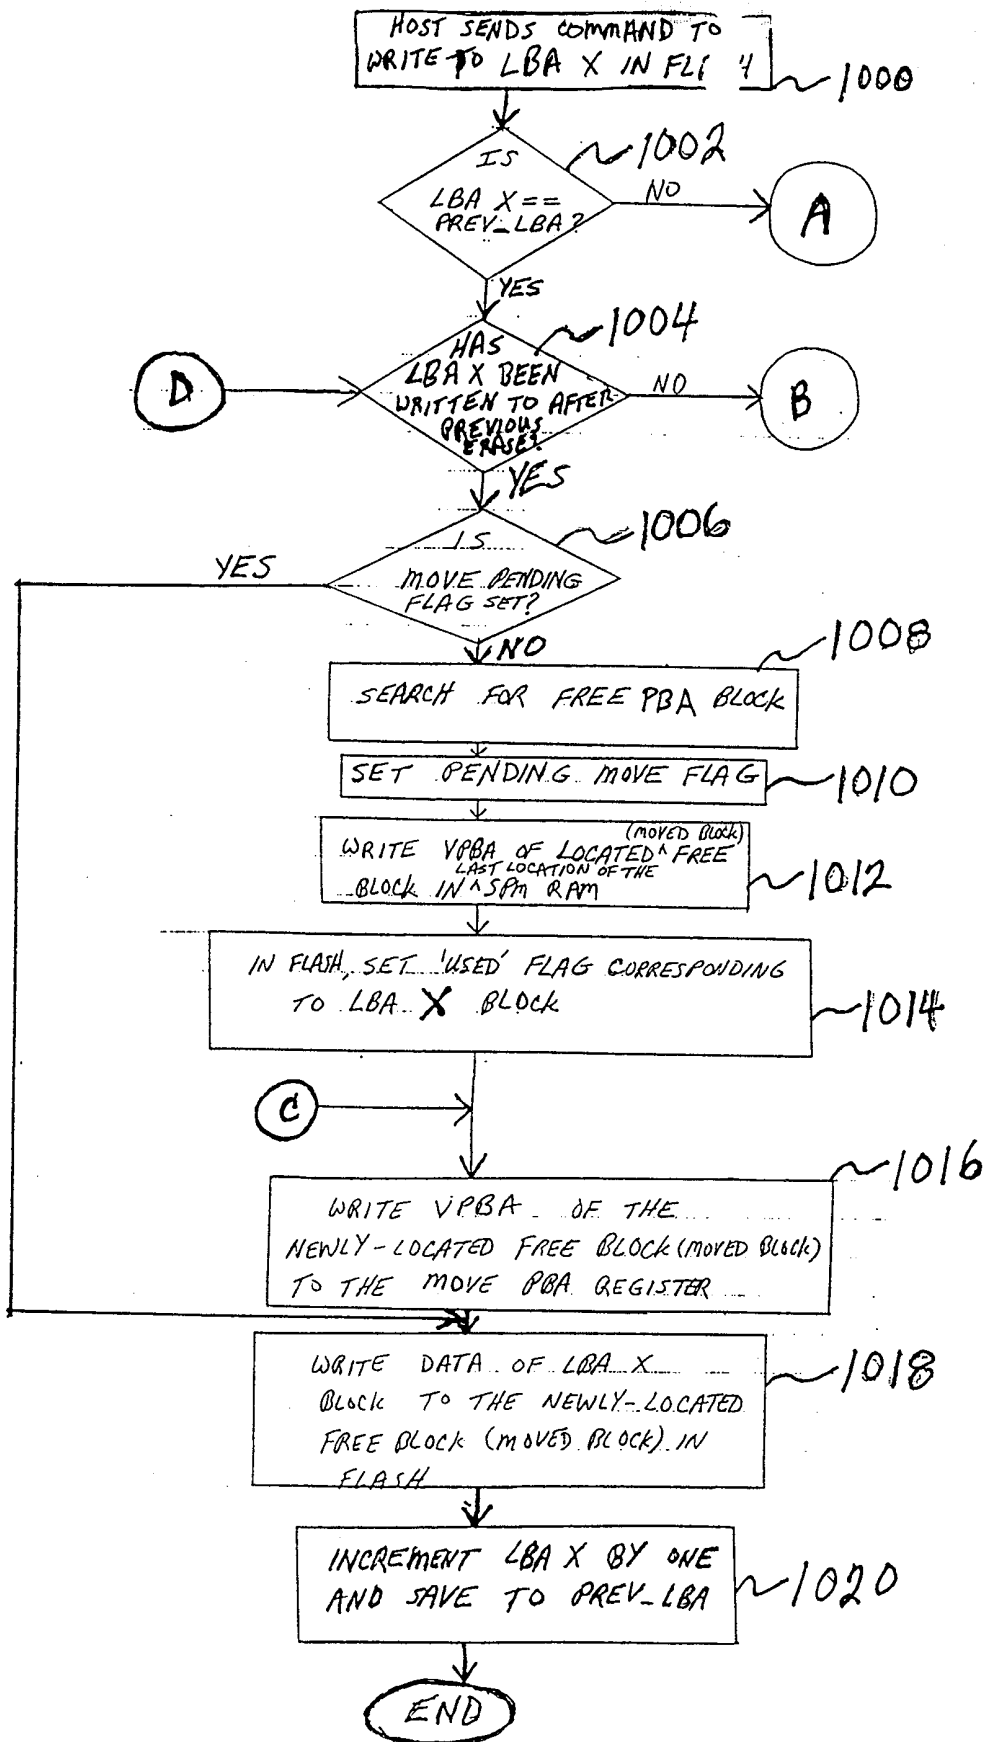 HOST SENDS COMMAND TO
WRITE TO LBA X IN
1000
IS
LBA X ==
PREV_LBA?
1002
NO
A
YES
HAS
LBA X BEEN
WRITTEN TO AFTER
PREVIOUS
ERASE?
1004
D
NO
B
YES
IS
MOVE PENDING
FLAG SET?
1006
YES
NO
1008
SEARCH FOR FREE PBA BLOCK
SET PENDING MOVE FLAG
1010
(MOVED BLOCK)
WRITE VPBA OF LOCATED ^ FREE
LAST LOCATION OF THE
BLOCK IN ^ SPM RAM
1012
IN FLASH, SET 'USED' FLAG CORRESPONDING
TO LBA X BLOCK
1014
C
1016
WRITE VPBA OF THE
NEWLY-LOCATED FREE BLOCK (MOVED BLOCK)
TO THE MOVE PBA REGISTER
WRITE DATA OF LBA X
BLOCK TO THE NEWLY-LOCATED
FREE BLOCK (MOVED BLOCK) IN
FLASH
1018
INCREMENT LBA X BY ONE
AND SAVE TO PREV_LBA
1020
END